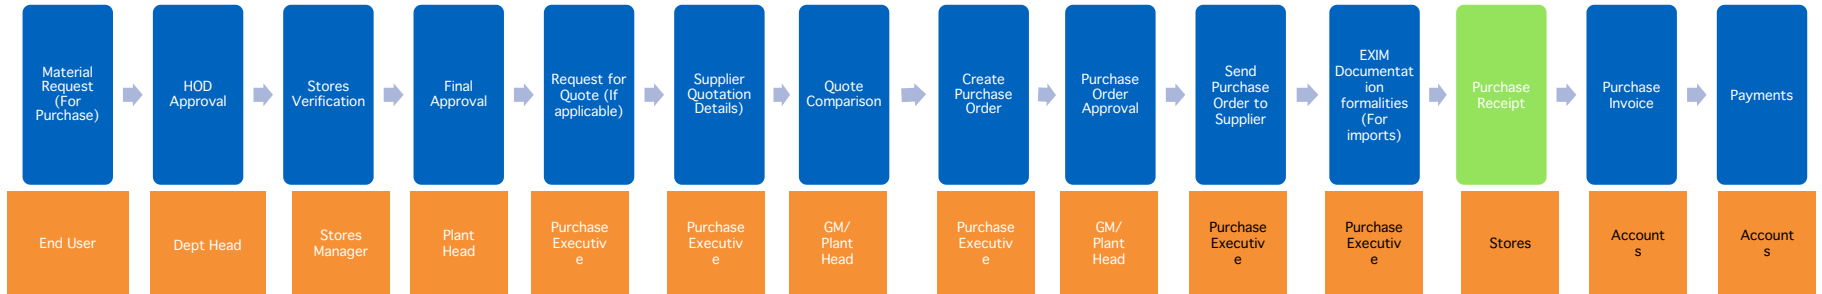 Material
Request
(For
Purchase)
HOD
Approval
Stores
Verification
Final
Approval
Request for
Quote (If
applicable)
Supplier
Quotation
Details)
Quote
Comparison
Create
Purchase
Order
Purchase
Order
Approval
Send
Purchase
Order to
Supplier
EXIM
Documentat
ion
formalities
(For
imports)
Purchase
Receipt
Purchase
Invoice
Payments
End User
Dept Head
Stores
Manager
Plant
Head
Purchase
Executiv
e
Purchase
Executiv
e
GM/
Plant
Head
Purchase
Executiv
e
GM/
Plant
Head
Purchase
Executiv
e
Purchase
Executiv
e
Stores
Account
s
Account
s